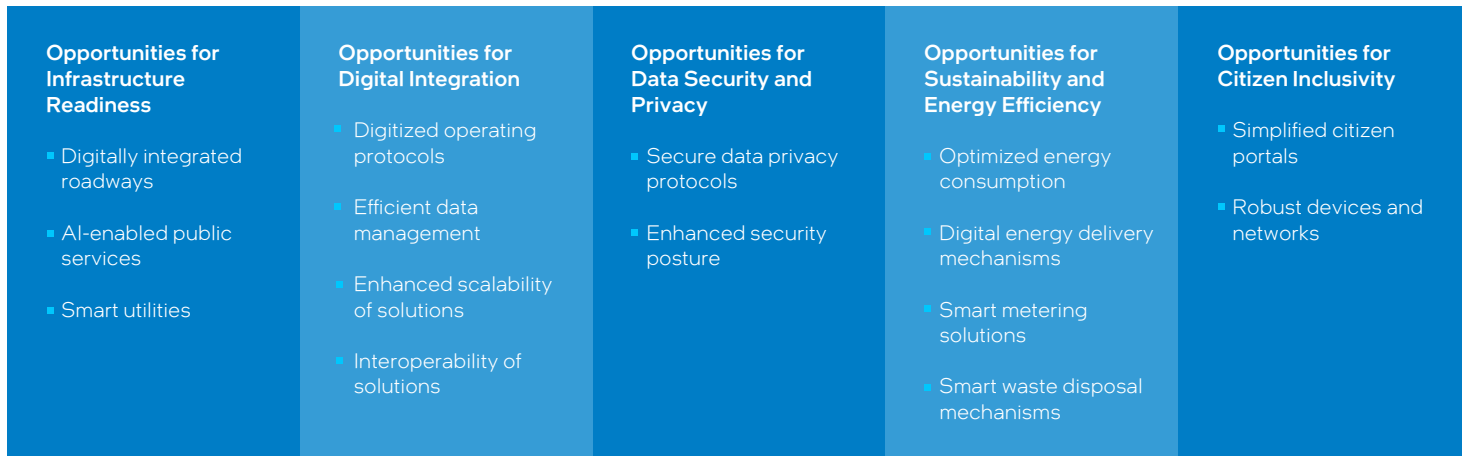 Opportunities for
Infrastructure
Readiness
Digitally integrated
roadways
AI-enabled public
services
Smart utilities
Opportunities for
Digital Integration
Digitized operating
protocols
Efficient data
management
Enhanced scalability
of solutions
Interoperability of
solutions
Opportunities for
Data Security and
Privacy
Secure data privacy
protocols
Enhanced security
posture
Opportunities for
Sustainability and
Energy Efficiency
Optimized energy
consumption
Digital energy delivery
mechanisms
Smart metering
solutions
Smart waste disposal
mechanisms
Opportunities for
Citizen Inclusivity
Simplified citizen
portals
Robust devices and
networks